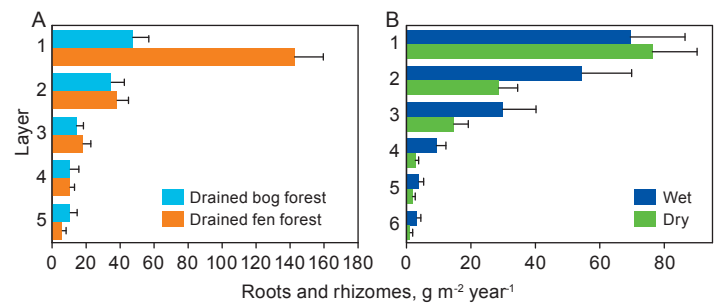 A
B
Layer
1
2
3
4
5
Drained bog forest
Drained fen forest
0 20 40 60 80 100 120 140 160 180
1
2
3
4
5
6
Wet
Dry
0 20 40 60 80
Roots and rhizomes, g m⁻² year⁻¹